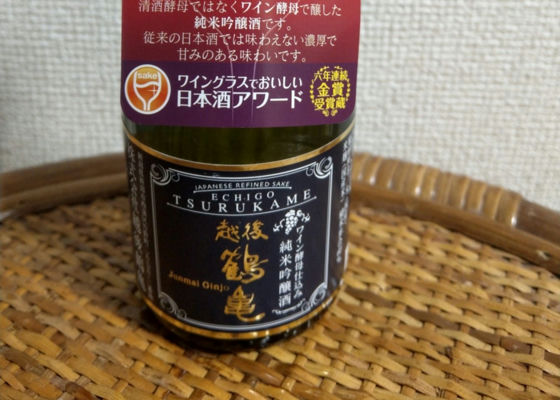 清酒酵母ではなくワイン酵母で醸した
純米吟醸酒です。
従来の日本酒では味わえない濃厚で
甘みのある味わいです。
sake
ワイングラスでおいしい
日本酒アワード
六年連続
金賞
受賞蔵
JAPANESE REFINED SAKE
ECHIGO
TSURUKAME
越後
鶴亀
Junmai Ginjo
ワイン酵母仕込み
純米吟醸酒